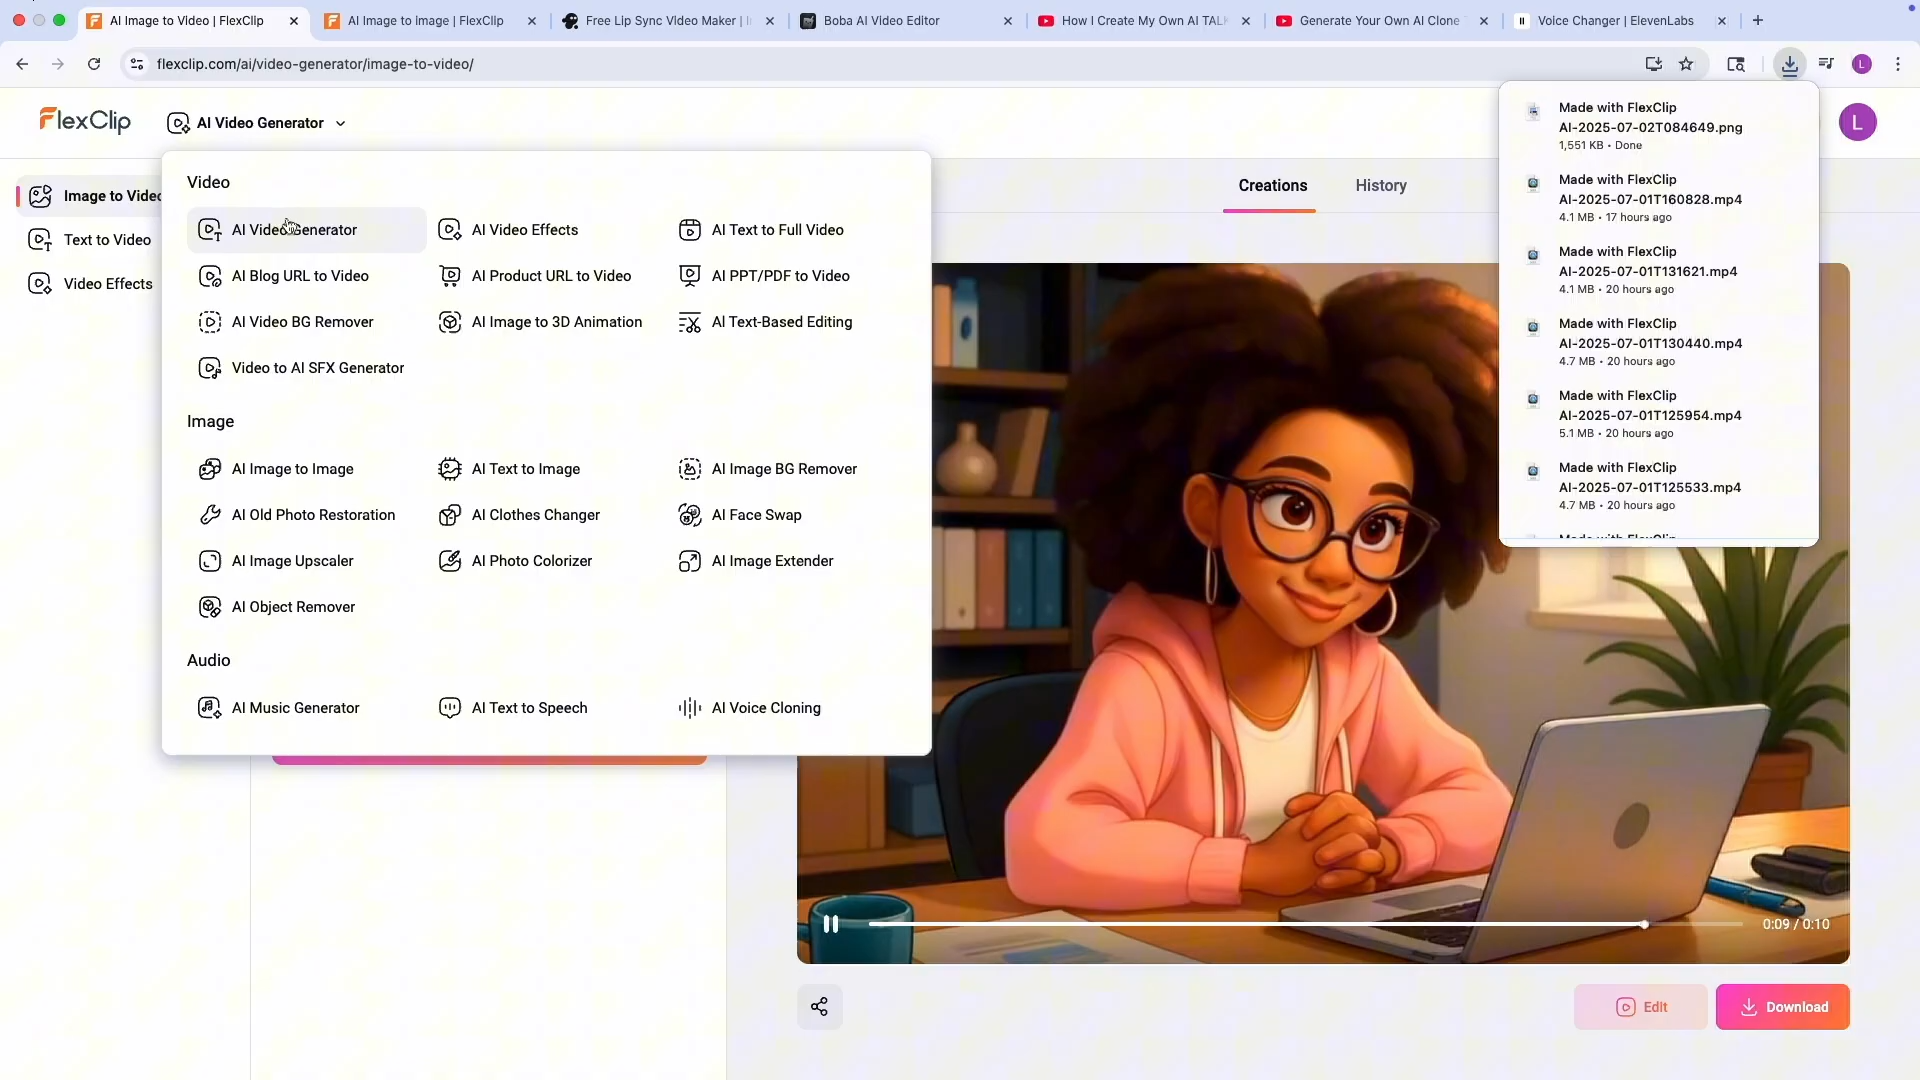 AI Image to Video | FlexClip
AI Image to image | FlexClip
Free Lip Sync Video Maker |
Boba AI Video Editor
How I Create My Own AI TALK
Generate Your Own AI Clone
Voice Changer | ElevenLabs
flexclip.com/ai/video-generator/image-to-video/
L
FlexClip
AI Video Generator
L
Image to Video
Text to Video
Video Effects
Video
AI Video Generator
AI Video Effects
AI Text to Full Video
AI Blog URL to Video
AI Product URL to Video
AI PPT/PDF to Video
AI Video BG Remover
AI Image to 3D Animation
AI Text-Based Editing
Video to AI SFX Generator
Image
AI Image to Image
AI Text to Image
AI Image BG Remover
AI Old Photo Restoration
AI Clothes Changer
AI Face Swap
AI Image Upscaler
AI Photo Colorizer
AI Image Extender
AI Object Remover
Audio
AI Music Generator
AI Text to Speech
AI Voice Cloning
Creations
History
Made with FlexClip
AI-2025-07-02T084649.png
1,551 KB • Done
Made with FlexClip
AI-2025-07-01T160828.mp4
4.1 MB • 17 hours ago
Made with FlexClip
AI-2025-07-01T131621.mp4
4.1 MB • 20 hours ago
Made with FlexClip
AI-2025-07-01T130440.mp4
4.7 MB • 20 hours ago
Made with FlexClip
AI-2025-07-01T125954.mp4
5.1 MB • 20 hours ago
Made with FlexClip
AI-2025-07-01T125533.mp4
4.7 MB • 20 hours ago
Made with FlexClip
0:09 / 0:10
Edit
Download